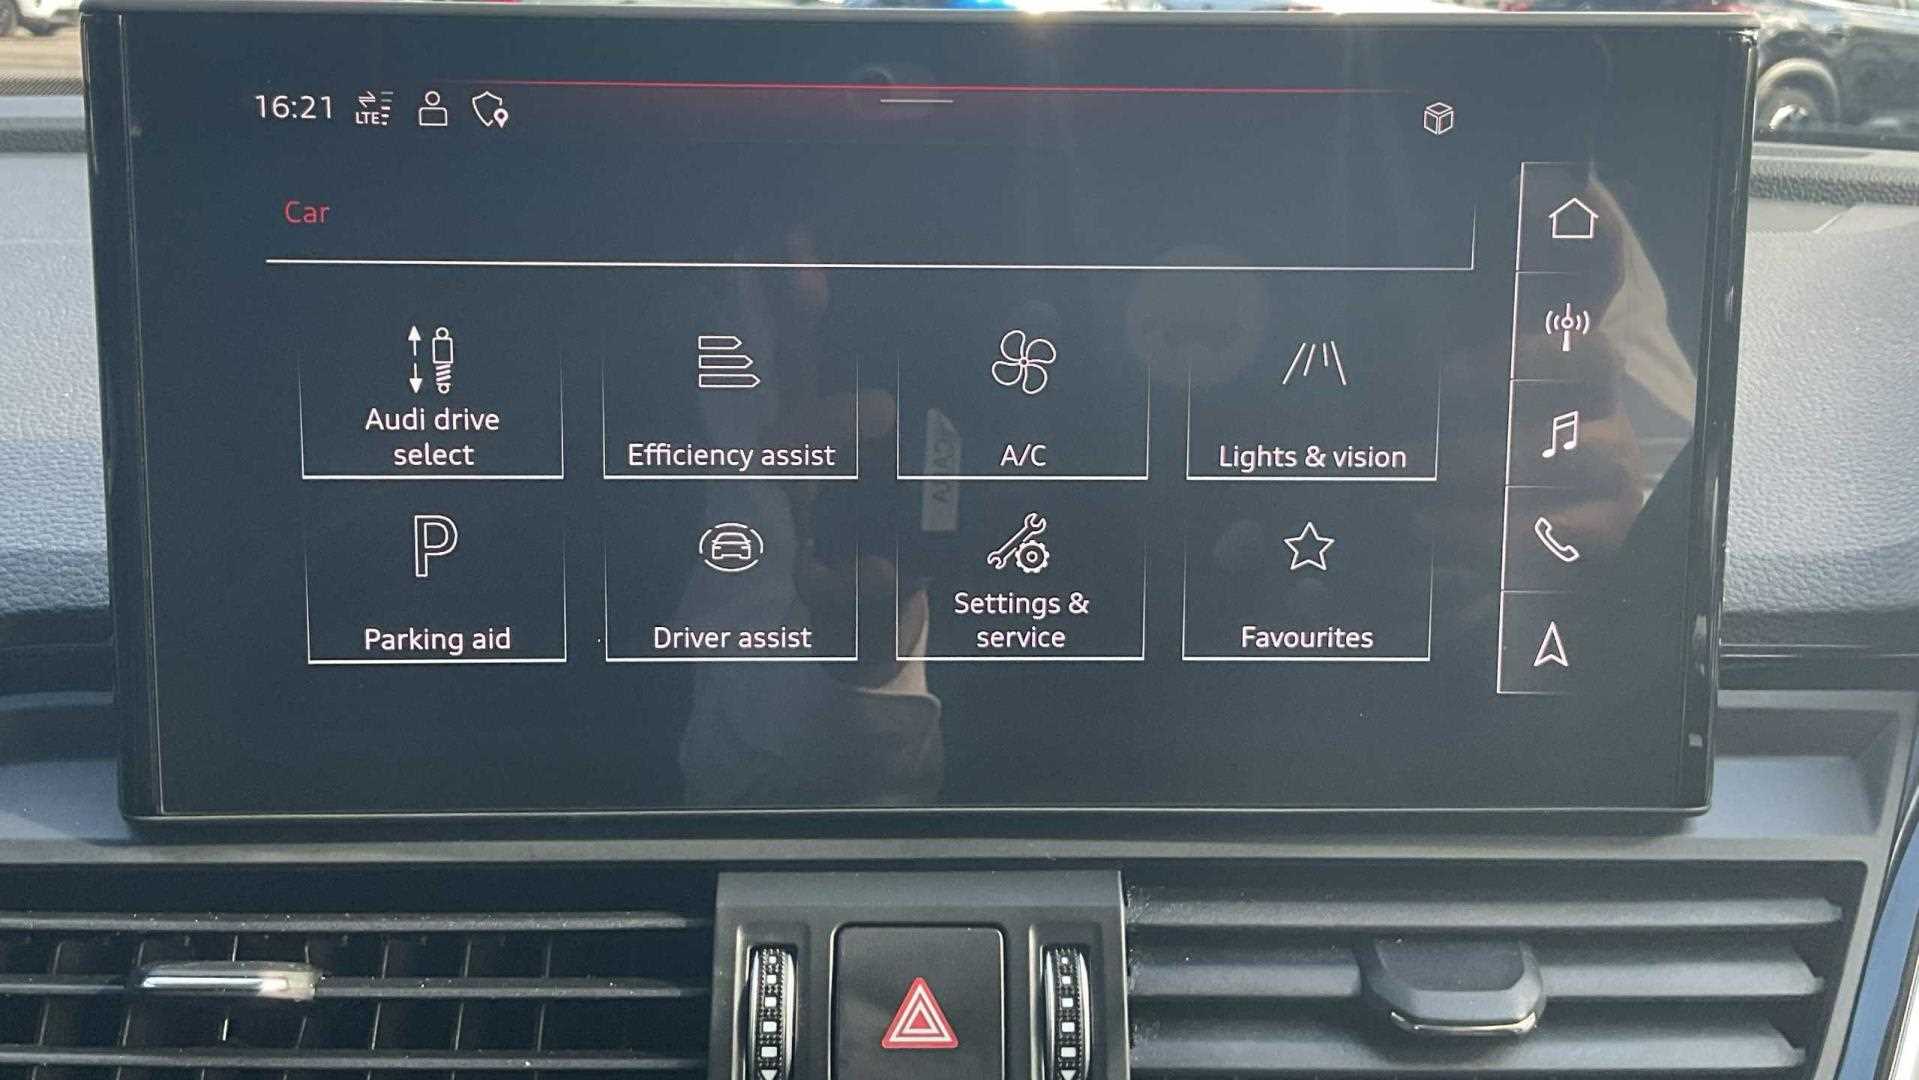 16:21 LTE
Car
Audi drive
select
Efficiency assist
A/C
Lights & vision
P
Parking aid
Driver assist
Settings &
service
Favourites